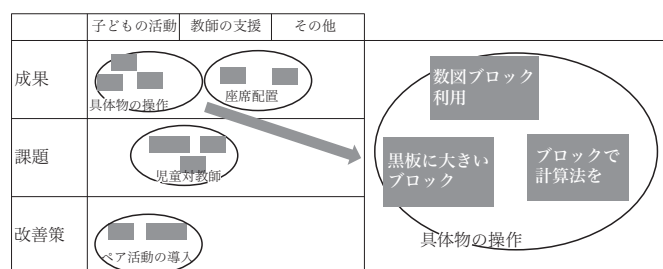 子どもの活動 教師の支援 その他
成果
具体物の操作
座席配置
課題
児童対教師
改善策
ペア活動の導入
数図ブロック
利用
黒板に大きい
ブロック
ブロックで
計算法を
具体物の操作